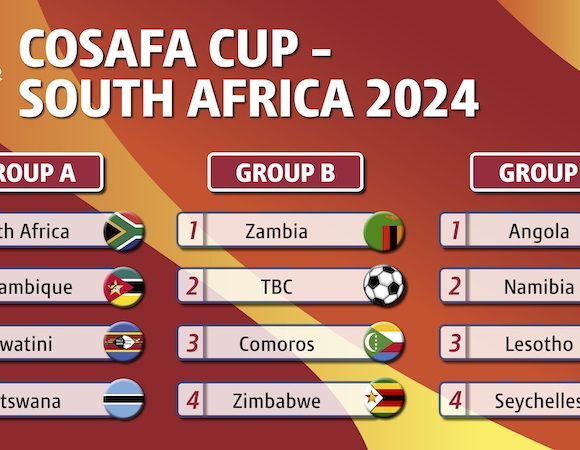 COSAFA CUP –
SOUTH AFRICA 2024
GROUP A
GROUP B
GROUP
th Africa
1 Zambia
1 Angola
ambique
2 TBC
2 Namibia
watini
3 Comoros
3 Lesotho
tswana
4 Zimbabwe
4 Seychelles